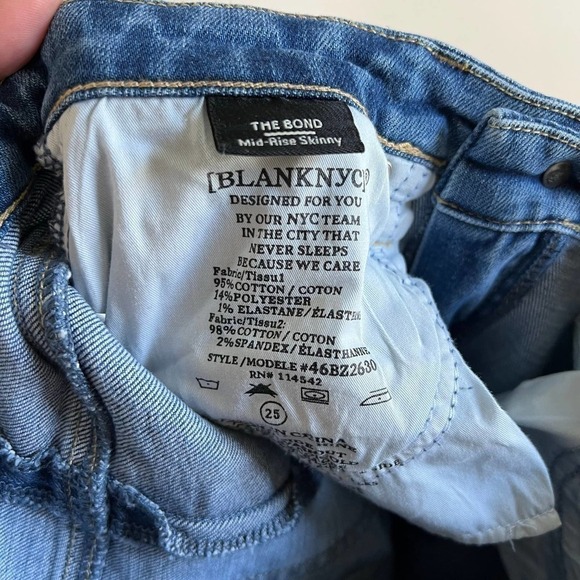 THE BOND
Mid-Rise Skinny
[BLANKNYC]
DESIGNED FOR YOU
BY OUR NYC TEAM
IN THE CITY THAT
NEVER SLEEPS
BECAUSE WE CARE
Fabric/Tissu1
95%COTTON / COTON
14%POLYESTER
1% ELASTANE/ÉLASTHANNE
Fabric/Tissu2:
98%COTTON / COTON
2%SPANDEX/ÉLASTHANNE
STYLE/MODELE #46BZ2630
RN# 114542
25